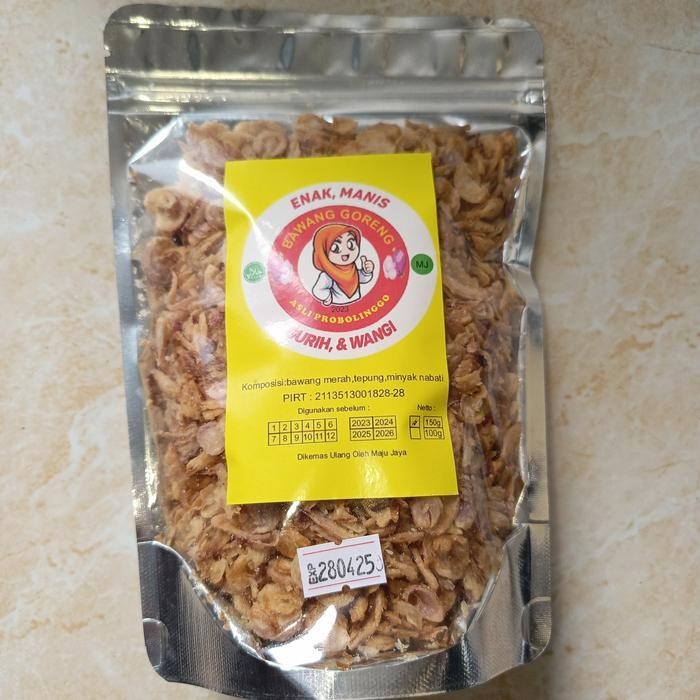 ENAK, MANIS
BAWANG GORENG
MJ
2023
ASLI PROBOLINGGO
GURIH, & WANGI
Komposisi:bawang merah,tepung,minyak nabati
PIRT : 2113513001828-28
Digunakan sebelum :
Netto :
1 2 3 4 5 6
2023 2024
150g
7 8 9 10 11 12
2025 2026
100g
Dikemas Ulang Oleh Maju Jaya
EXP 280425